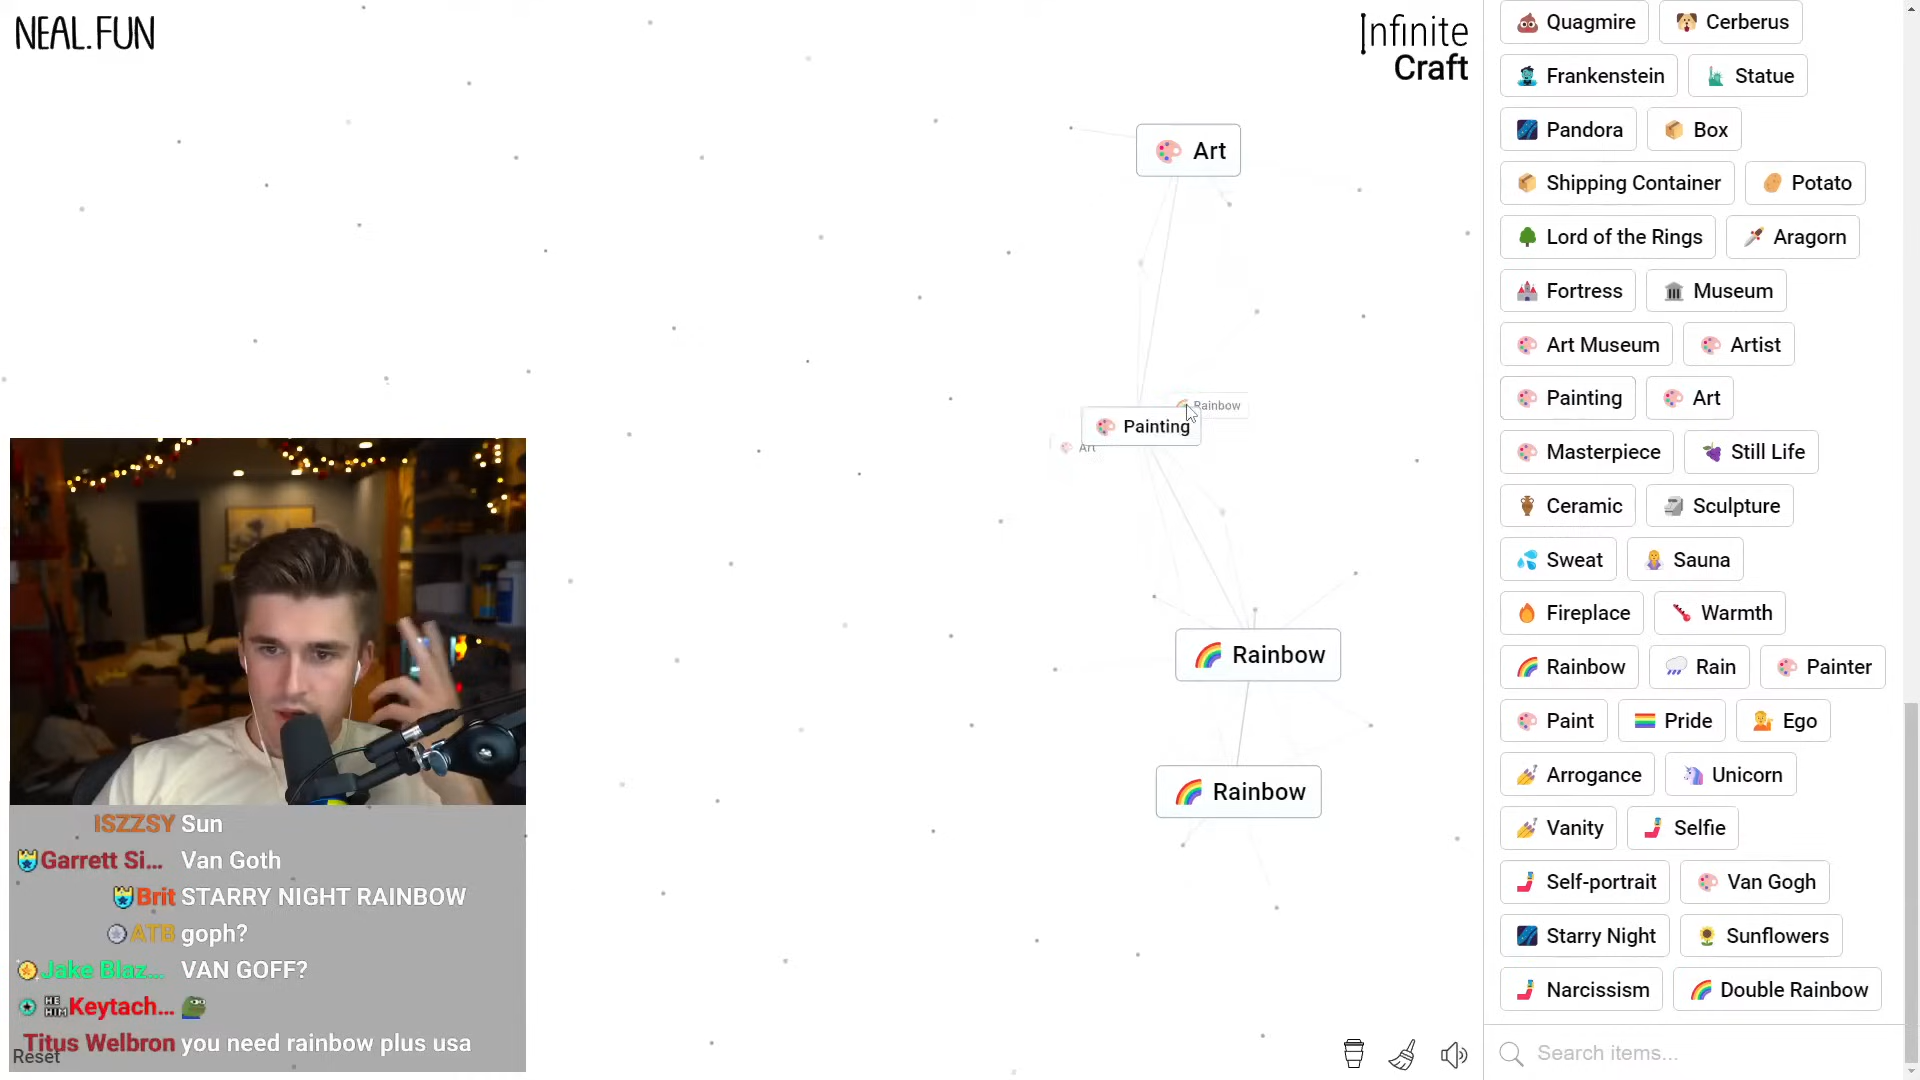 NEAL.FUN
Infinite
Craft
Art
Rainbow
Painting
Art
Rainbow
Rainbow
ISZZSY Sun
Garrett Si... Van Goth
Brit STARRY NIGHT RAINBOW
ATB goph?
Jake Blaz... VAN GOFF?
HE HIM Keytach...
Titus Welbron you need rainbow plus usa
Reset
Quagmire Cerberus
Frankenstein Statue
Pandora Box
Shipping Container Potato
Lord of the Rings Aragorn
Fortress Museum
Art Museum Artist
Painting Art
Masterpiece Still Life
Ceramic Sculpture
Sweat Sauna
Fireplace Warmth
Rainbow Rain Painter
Paint Pride Ego
Arrogance Unicorn
Vanity Selfie
Self-portrait Van Gogh
Starry Night Sunflowers
Narcissism Double Rainbow
Search items...